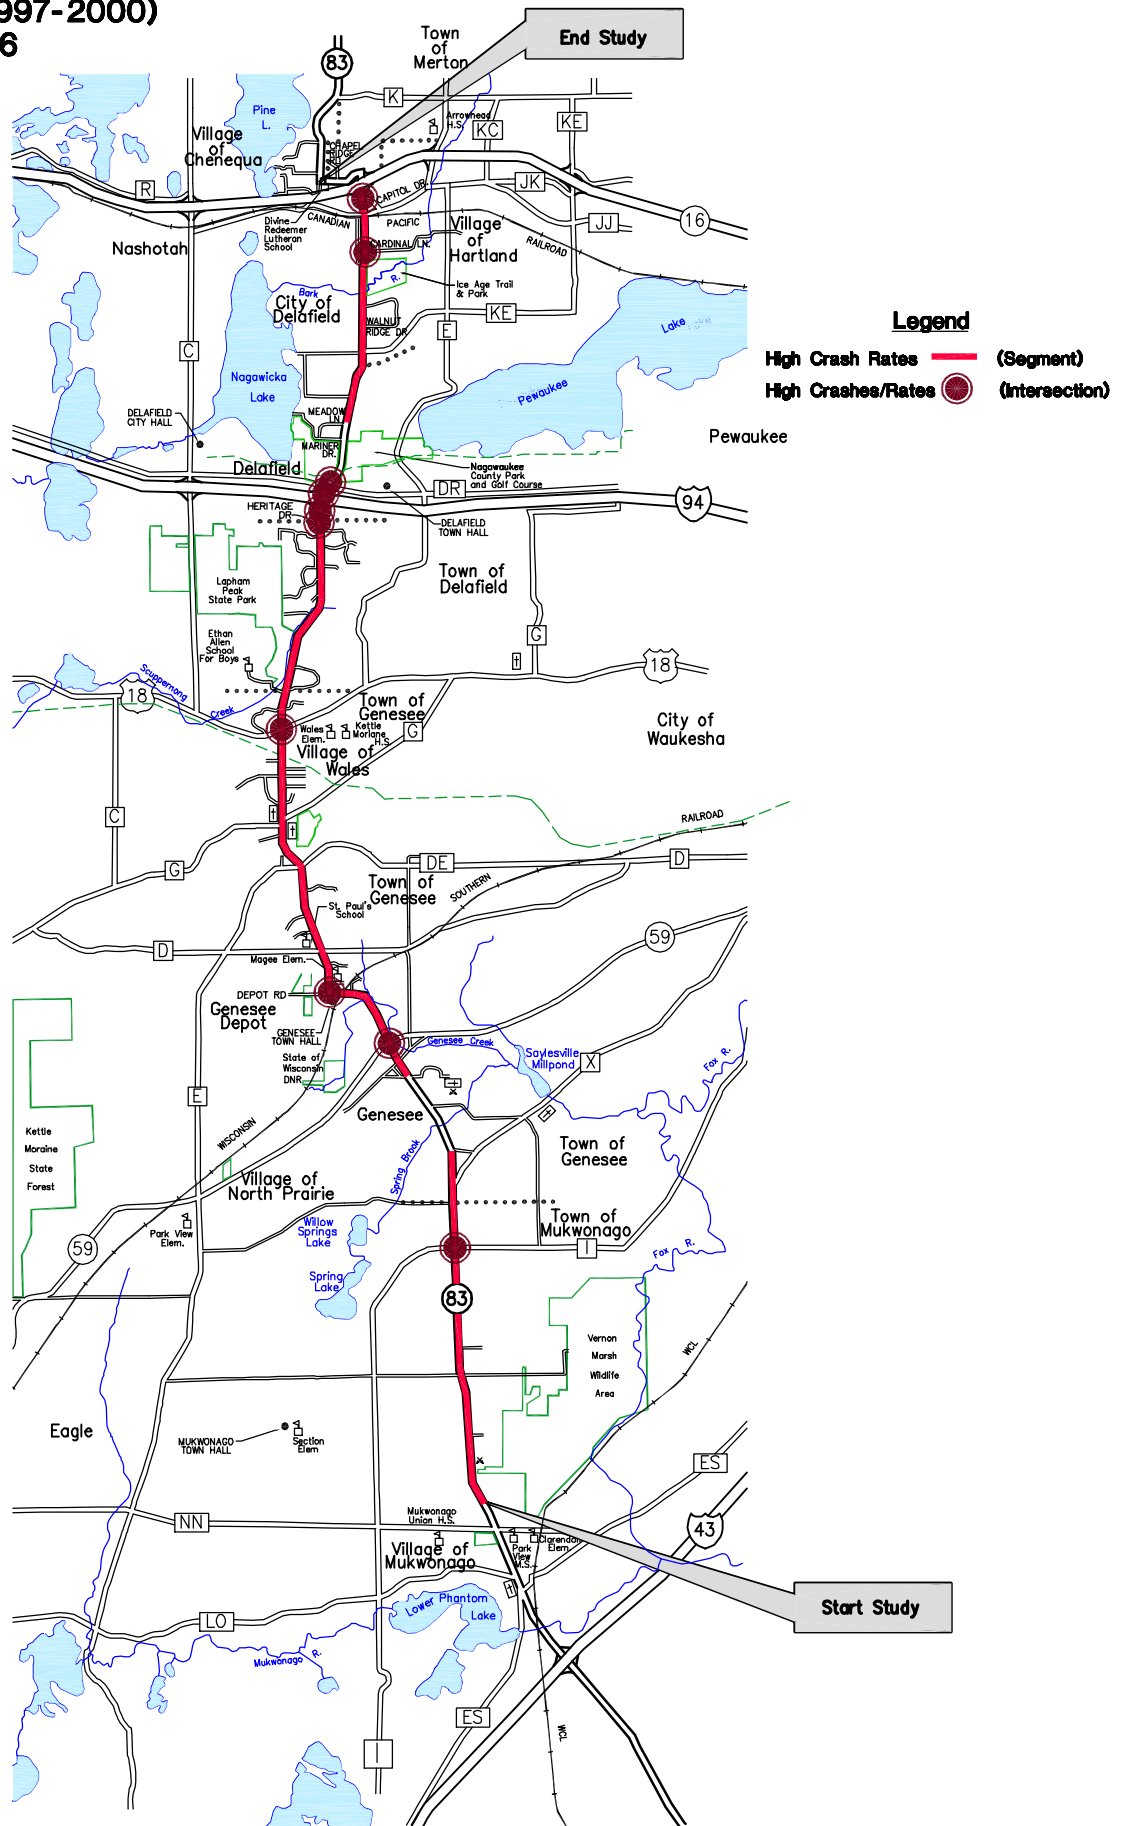 997-2000)
6
End Study
Town
of
Merton
83
K
Pine
L.
Arrowhead
H.S.
KC
KE
Village
of
Chenequa
CHAPEL
RIDGE
RD
R
CAPITOL DR.
JK
16
JJ
Divine
Redeemer
Lutheran
School
CANADIAN
PACIFIC
RAILROAD
Village
of
Hartland
Nashotah
CARDINAL LN.
Bark
R.
Ice Age Trail
& Park
City of
Delafield
WALNUT
RIDGE DR
KE
E
Lake
Legend
High Crash Rates (Segment)
High Crashes/Rates (Intersection)
C
Nagawicka
Lake
Pewaukee
DELAFIELD
CITY HALL
MEADOW
LN
MARINER
DR.
Pewaukee
Delafield
Nagawaukee
County Park
and Golf Course
DR
94
HERITAGE
DR
DELAFIELD
TOWN HALL
Lapham
Peak
State Park
Town of
Delafield
Ethan
Allen
School
For Boys
G
18
Scuppernong
Creek
18
Town of
Genesee
Wales
Elem.
Kettle
Moraine
H.S.
G
City of
Waukesha
Village of
Wales
C
RAILROAD
G
DE
D
Town of
Genesee
SOUTHERN
St. Paul's
School
59
D
Magee Elem.
DEPOT RD
Genesee
Depot
GENESEE
TOWN HALL
State of
Wisconsin
DNR
Genesee Creek
Saylesville
Millpond
X
Fox R.
E
Genesee
Kettle
Moraine
State
Forest
WISCONSIN
Spring Brook
Town of
Genesee
Village of
North Prairie
Park View
Elem.
59
Willow
Springs
Lake
Town of
Mukwonago
I
Fox R.
Spring
Lake
83
Vernon
Marsh
Wildlife
Area
WCL
Eagle
MUKWONAGO
TOWN HALL
Section
Elem
ES
NN
Mukwonago
Union H.S.
43
Village of
Mukwonago
Park
View
M.S.
Clarendon
Elem
Start Study
LO
Lower Phantom
Lake
Mukwonago R.
ES
WCL
I